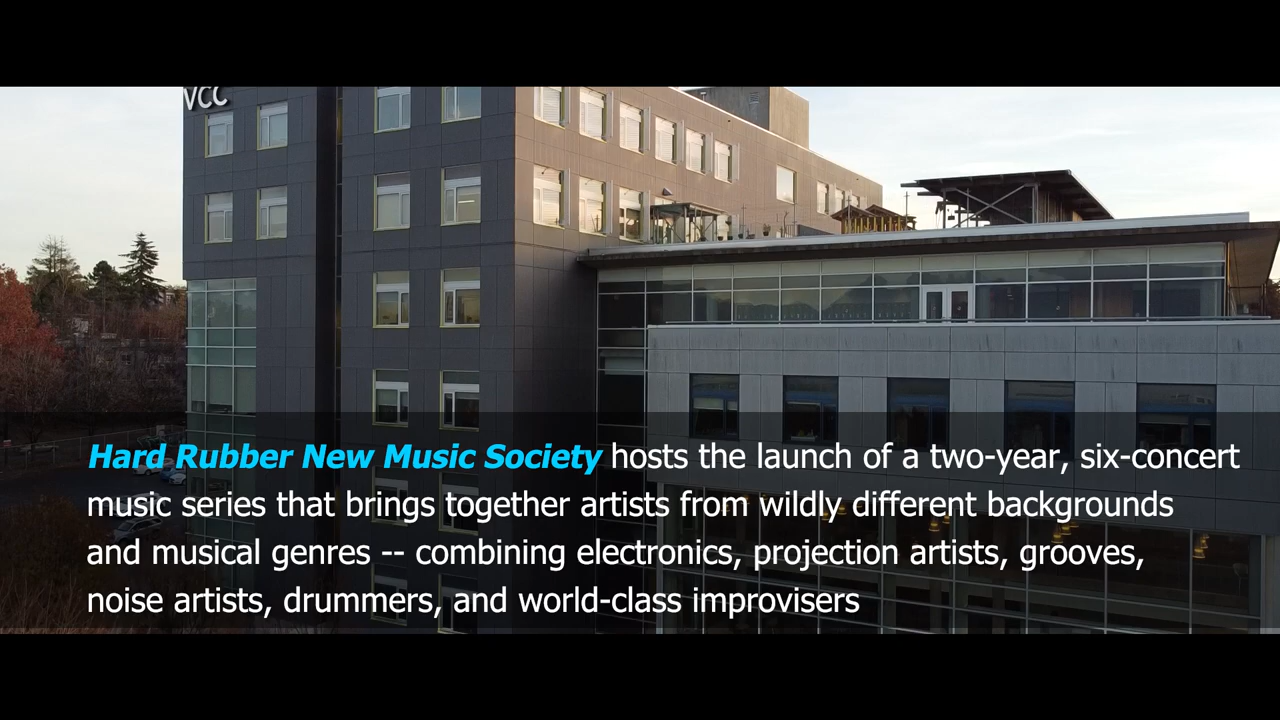 VCC
Hard Rubber New Music Society hosts the launch of a two-year, six-concert
music series that brings together artists from wildly different backgrounds
and musical genres -- combining electronics, projection artists, grooves,
noise artists, drummers, and world-class improvisers